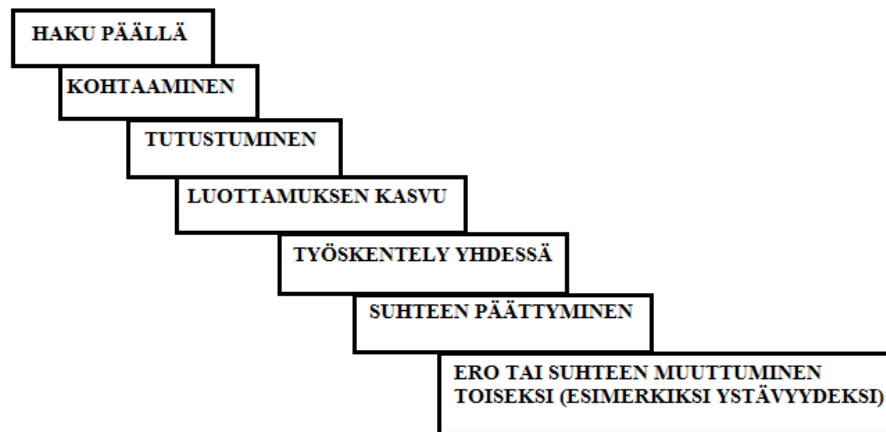 HAKU PÄÄLLÄ
KOHTAAMINEN
TUTUSTUMINEN
LUOTTAMUKSEN KASVU
TYÖSKENTELY YHDESSÄ
SUHTEEN PÄÄTTYMINEN
ERO TAI SUHTEEN MUUTTUMINEN
TOISEKSI (ESIMERKIKSI YSTÄVYYDEKSI)